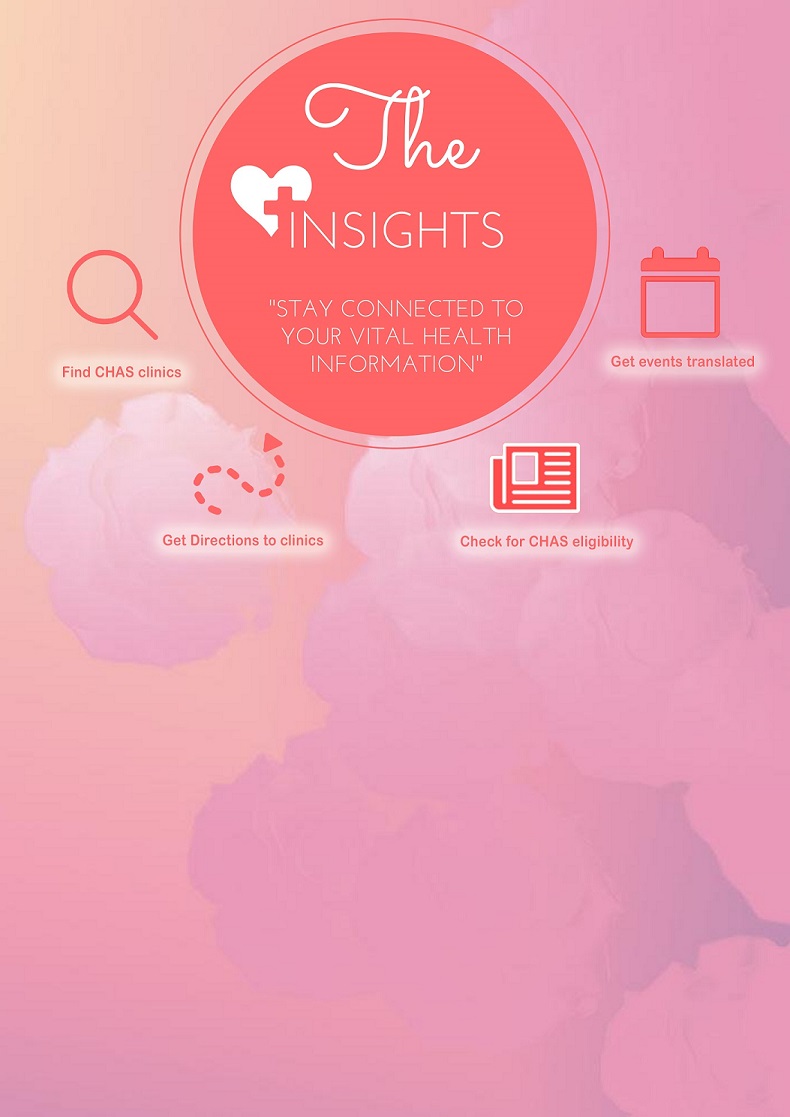 The
INSIGHTS
"STAY CONNECTED TO
YOUR VITAL HEALTH
INFORMATION"
Find CHAS clinics
Get events translated
Get Directions to clinics
Check for CHAS eligibility